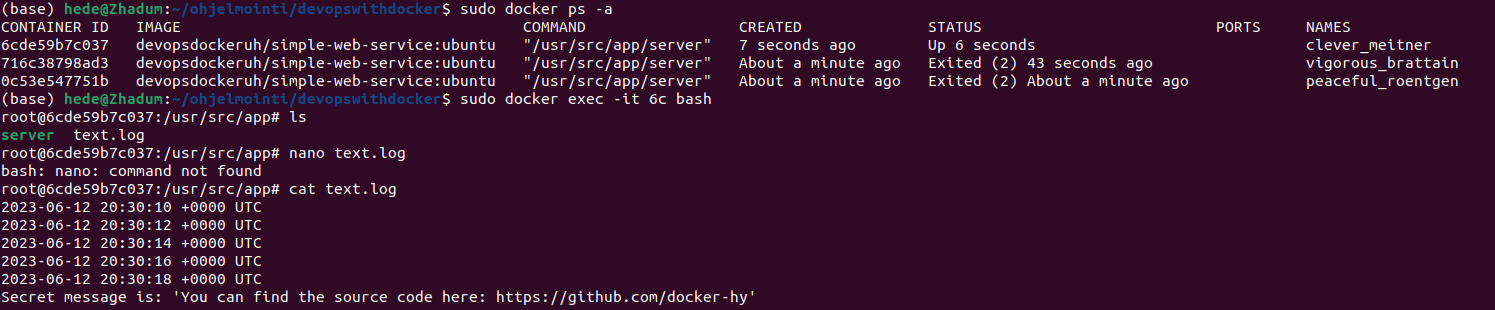 (base) hede@Zhadum:~/ohjelmointi/devopswithdocker$ sudo docker ps -a
CONTAINER ID   IMAGE                                     COMMAND                 CREATED              STATUS                          PORTS     NAMES
6cde59b7c037   devopsdockeruh/simple-web-service:ubuntu   "/usr/src/app/server"   7 seconds ago        Up 6 seconds                              clever_meitner
716c38798ad3   devopsdockeruh/simple-web-service:ubuntu   "/usr/src/app/server"   About a minute ago   Exited (2) 43 seconds ago                 vigorous_brattain
0c53e547751b   devopsdockeruh/simple-web-service:ubuntu   "/usr/src/app/server"   About a minute ago   Exited (2) About a minute ago             peaceful_roentgen
(base) hede@Zhadum:~/ohjelmointi/devopswithdocker$ sudo docker exec -it 6c bash
root@6cde59b7c037:/usr/src/app# ls
server  text.log
root@6cde59b7c037:/usr/src/app# nano text.log
bash: nano: command not found
root@6cde59b7c037:/usr/src/app# cat text.log
2023-06-12 20:30:10 +0000 UTC
2023-06-12 20:30:12 +0000 UTC
2023-06-12 20:30:14 +0000 UTC
2023-06-12 20:30:16 +0000 UTC
2023-06-12 20:30:18 +0000 UTC
Secret message is: 'You can find the source code here: https://github.com/docker-hy'